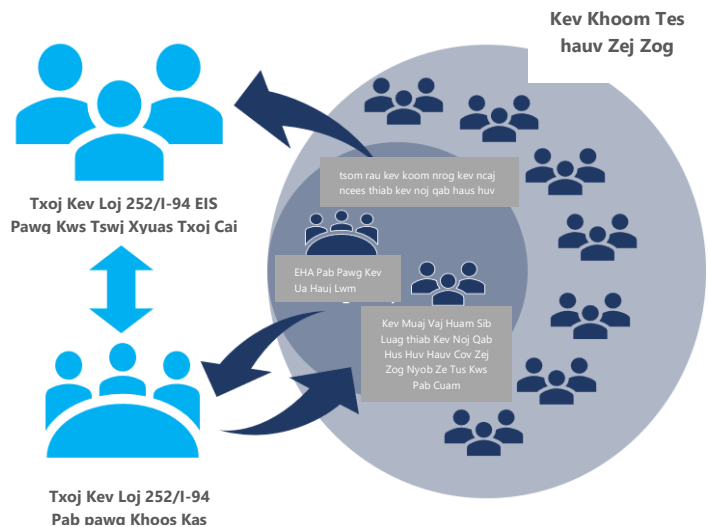 Kev Khoom Tes
hauv Zej Zog
tsom rau kev koom nrog kev ncaj
ncees thiab kev noj qab haus huv
Txoj Kev Loj 252/I-94 EIS
Pawg Kws Tswj Xyuas Txoj Cai
EHA Pab Pawg Kev
Ua Hauj Lwm
Kev Muaj Vaj Huam Sib
Luag thiab Kev Noj Qab
Hus Huv Hauv Cov Zej
Zog Nyob Ze Tus Kws
Pab Cuam
Txoj Kev Loj 252/I-94
Pab pawg Khoos Kas